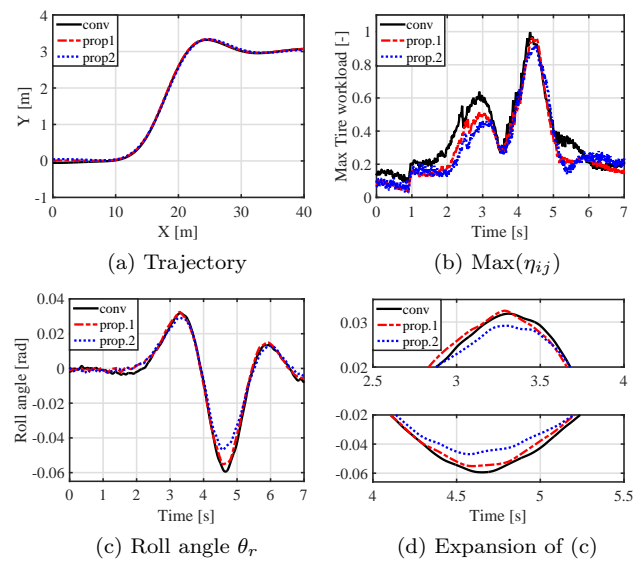 conv
prop1
prop2
Y [m]
4
3
2
1
0
-1
0 10 20 30 40
X [m]
(a) Trajectory
conv
prop.1
prop.2
Max Tire workload [-]
1
0.8
0.6
0.4
0.2
0
0 1 2 3 4 5 6 7
Time [s]
(b) Max(η_{ij})
conv
prop.1
prop.2
Roll angle [rad]
0.04
0.02
0
-0.02
-0.04
-0.06
0 1 2 3 4 5 6 7
Time [s]
(c) Roll angle θ_r
conv
prop.1
prop.2
0.03
0.02
2.5 3 3.5 4
-0.02
-0.04
-0.06
4 4.5 5 5.5
Time [s]
(d) Expansion of (c)